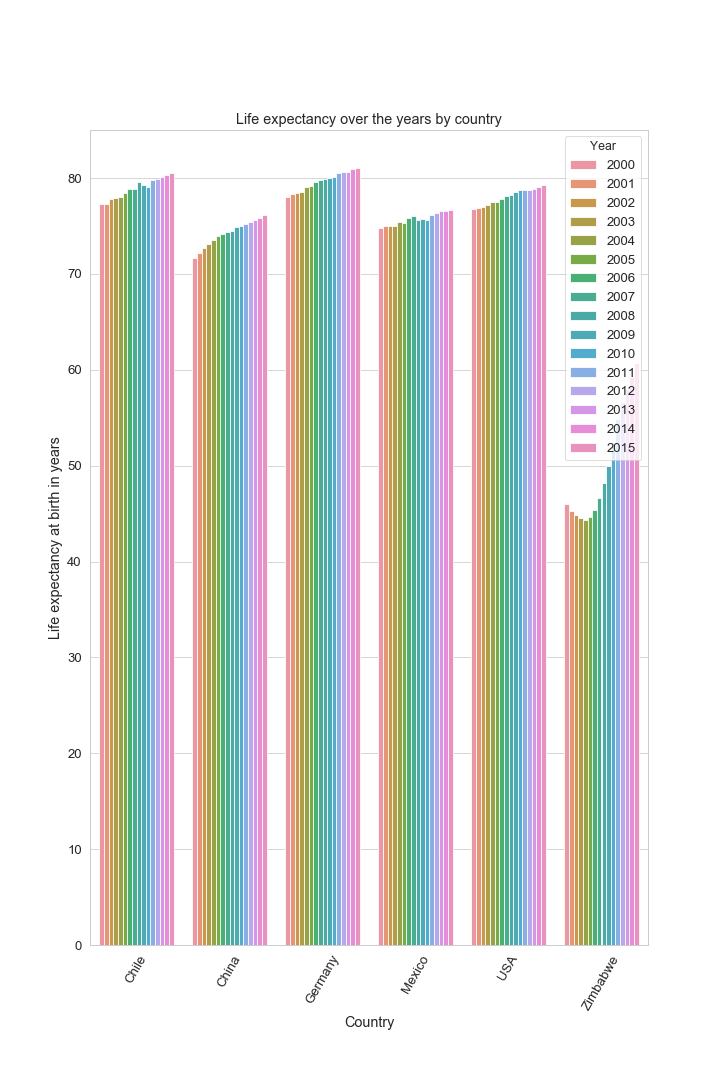 Life expectancy over the years by country
Year
2000
2001
2002
2003
2004
2005
2006
2007
2008
2009
2010
2011
2012
2013
2014
2015
Life expectancy at birth in years
80
70
60
50
40
30
20
10
0
Chile
China
Germany
Mexico
USA
Zimbabwe
Country